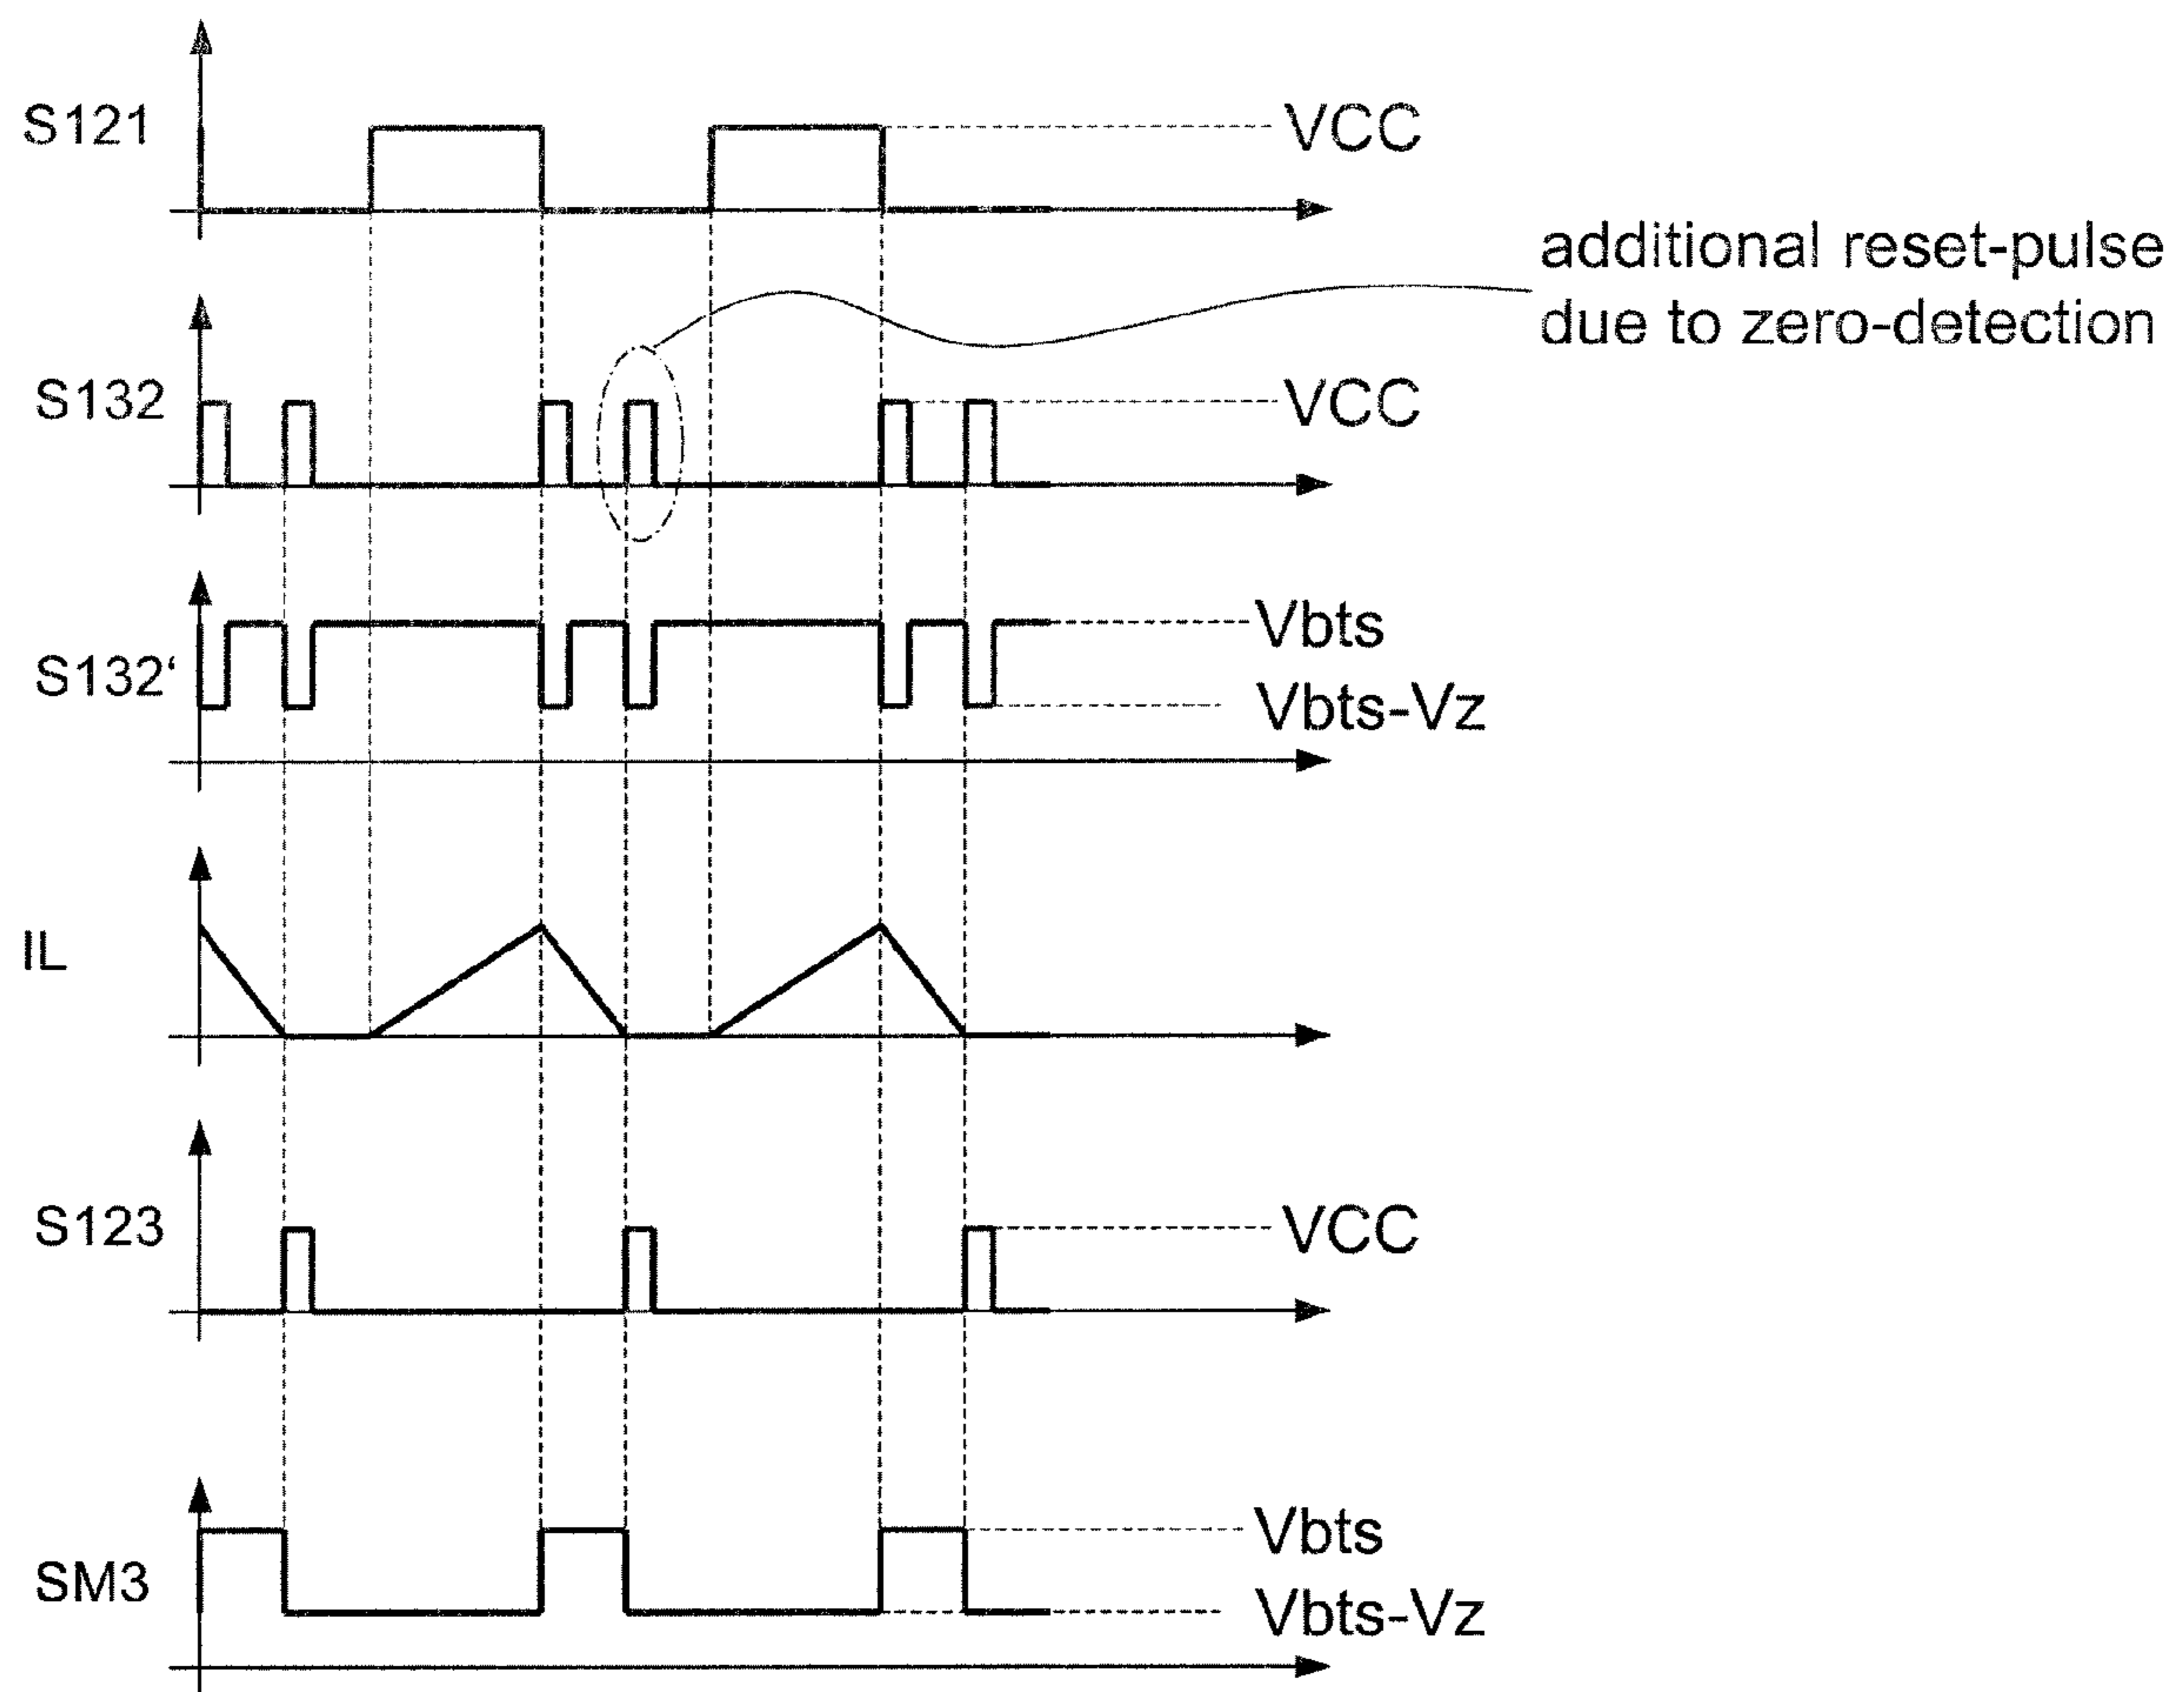 S121
VCC
additional reset-pulse
due to zero-detection
S132
VCC
S132‘
Vbts
Vbts-Vz
IL
S123
VCC
SM3
Vbts
Vbts-Vz